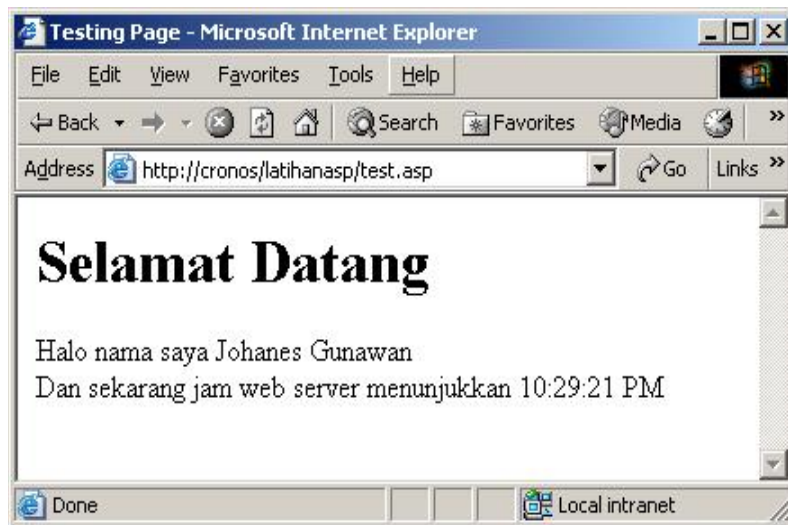 Testing Page - Microsoft Internet Explorer
File Edit View Favorites Tools Help
Back Search Favorites Media »
Address http://cronos/latihanasp/test.asp Go Links »
Selamat Datang
Halo nama saya Johanes Gunawan
Dan sekarang jam web server menunjukkan 10:29:21 PM
Done Local intranet